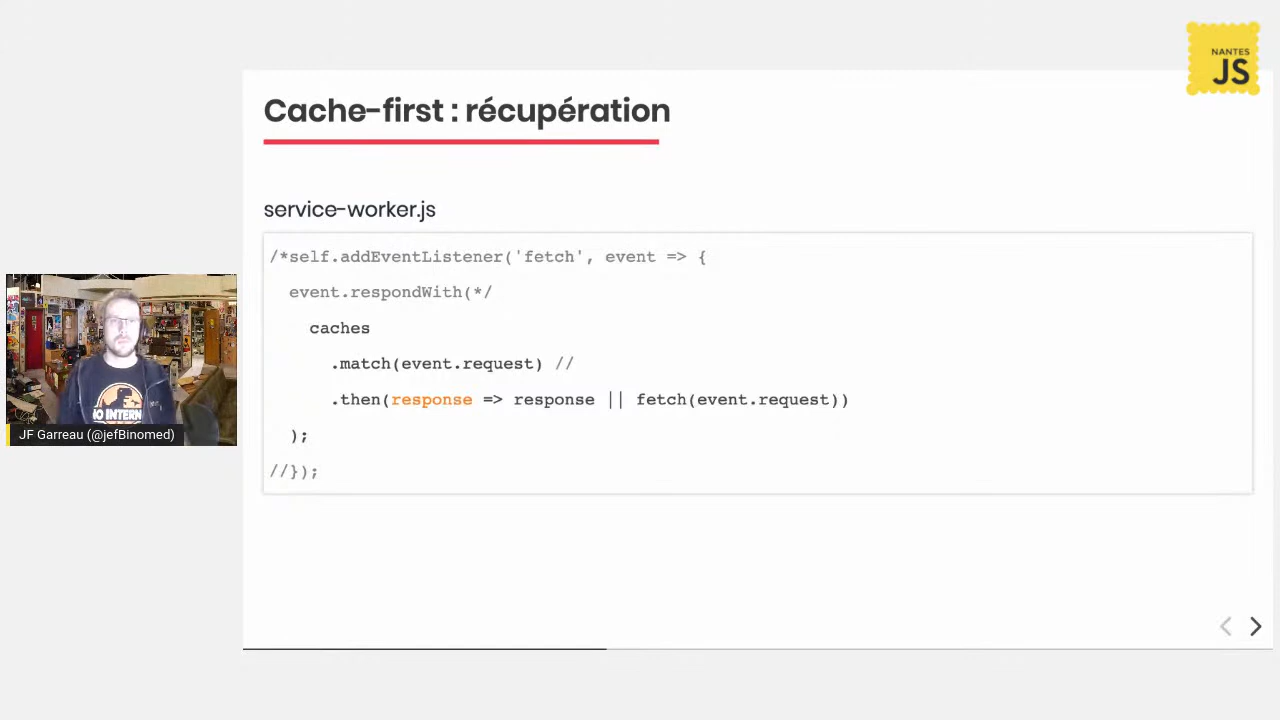 NANTES
JS
Cache-first : récupération
service-worker.js
/*self.addEventListener('fetch', event => {
event.respondWith(*/
caches
.match(event.request) //
.then(response => response || fetch(event.request))
);
//});
JF Garreau (@jefBinomed)